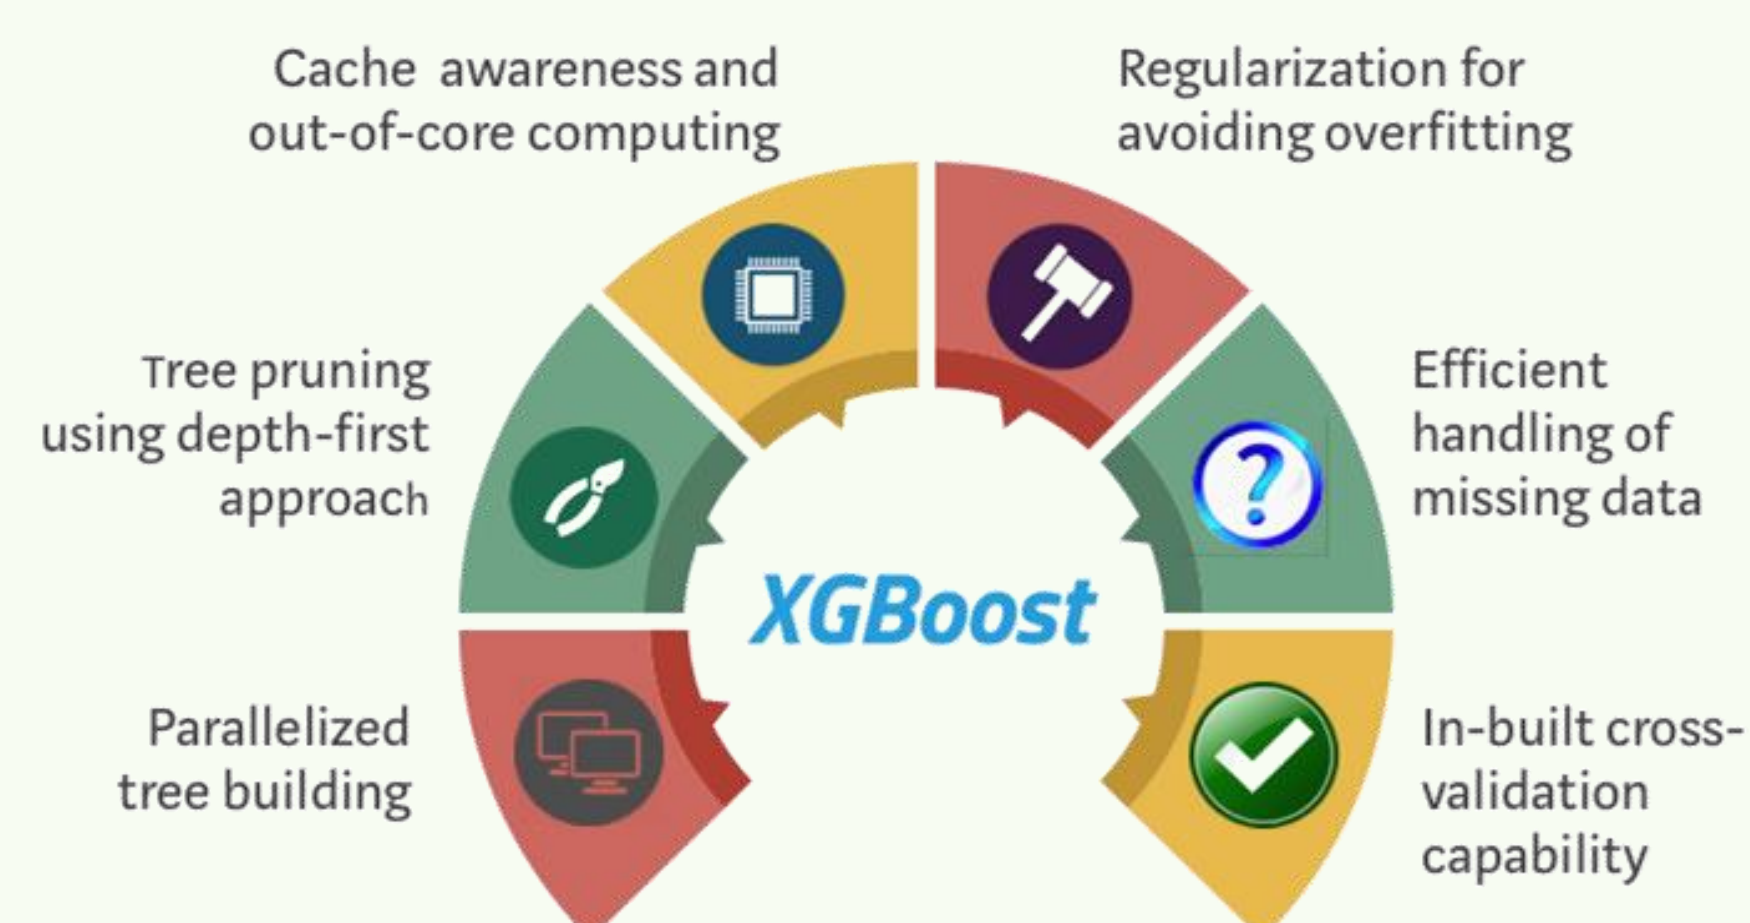 Cache awareness and
out-of-core computing
Regularization for
avoiding overfitting
Tree pruning
using depth-first
approach
Efficient
handling of
missing data
XGBoost
Parallelized
tree building
In-built cross-
validation
capability